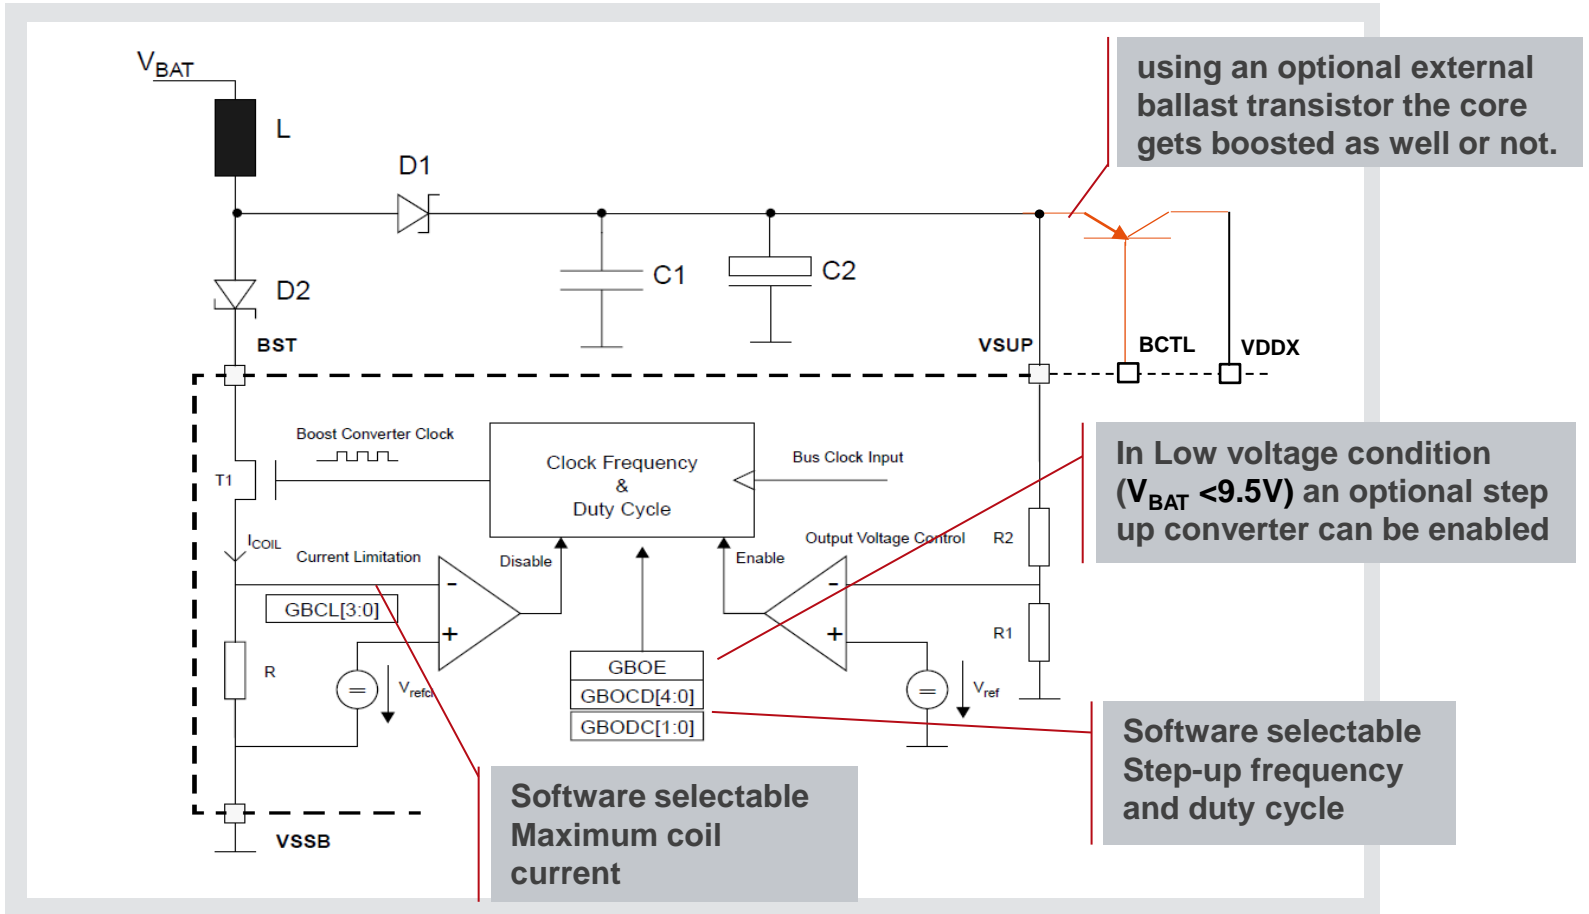 VBAT
using an optional external
ballast transistor the core
gets boosted as well or not.
L
D1
D2
C1
C2
BST
VSUP
BCTL
VDDX
Boost Converter Clock
Clock Frequency
&
Duty Cycle
Bus Clock Input
T1
In Low voltage condition
(VBAT <9.5V) an optional step
up converter can be enabled
ICOIL
Current Limitation
Disable
Enable
Output Voltage Control
R2
-
-
GBCL[3:0]
+
+
R1
R
=
Vrefcl
GBOE
GBOCD[4:0]
GBODC[1:0]
=
Vref
Software selectable
Step-up frequency
and duty cycle
Software selectable
Maximum coil
current
VSSB